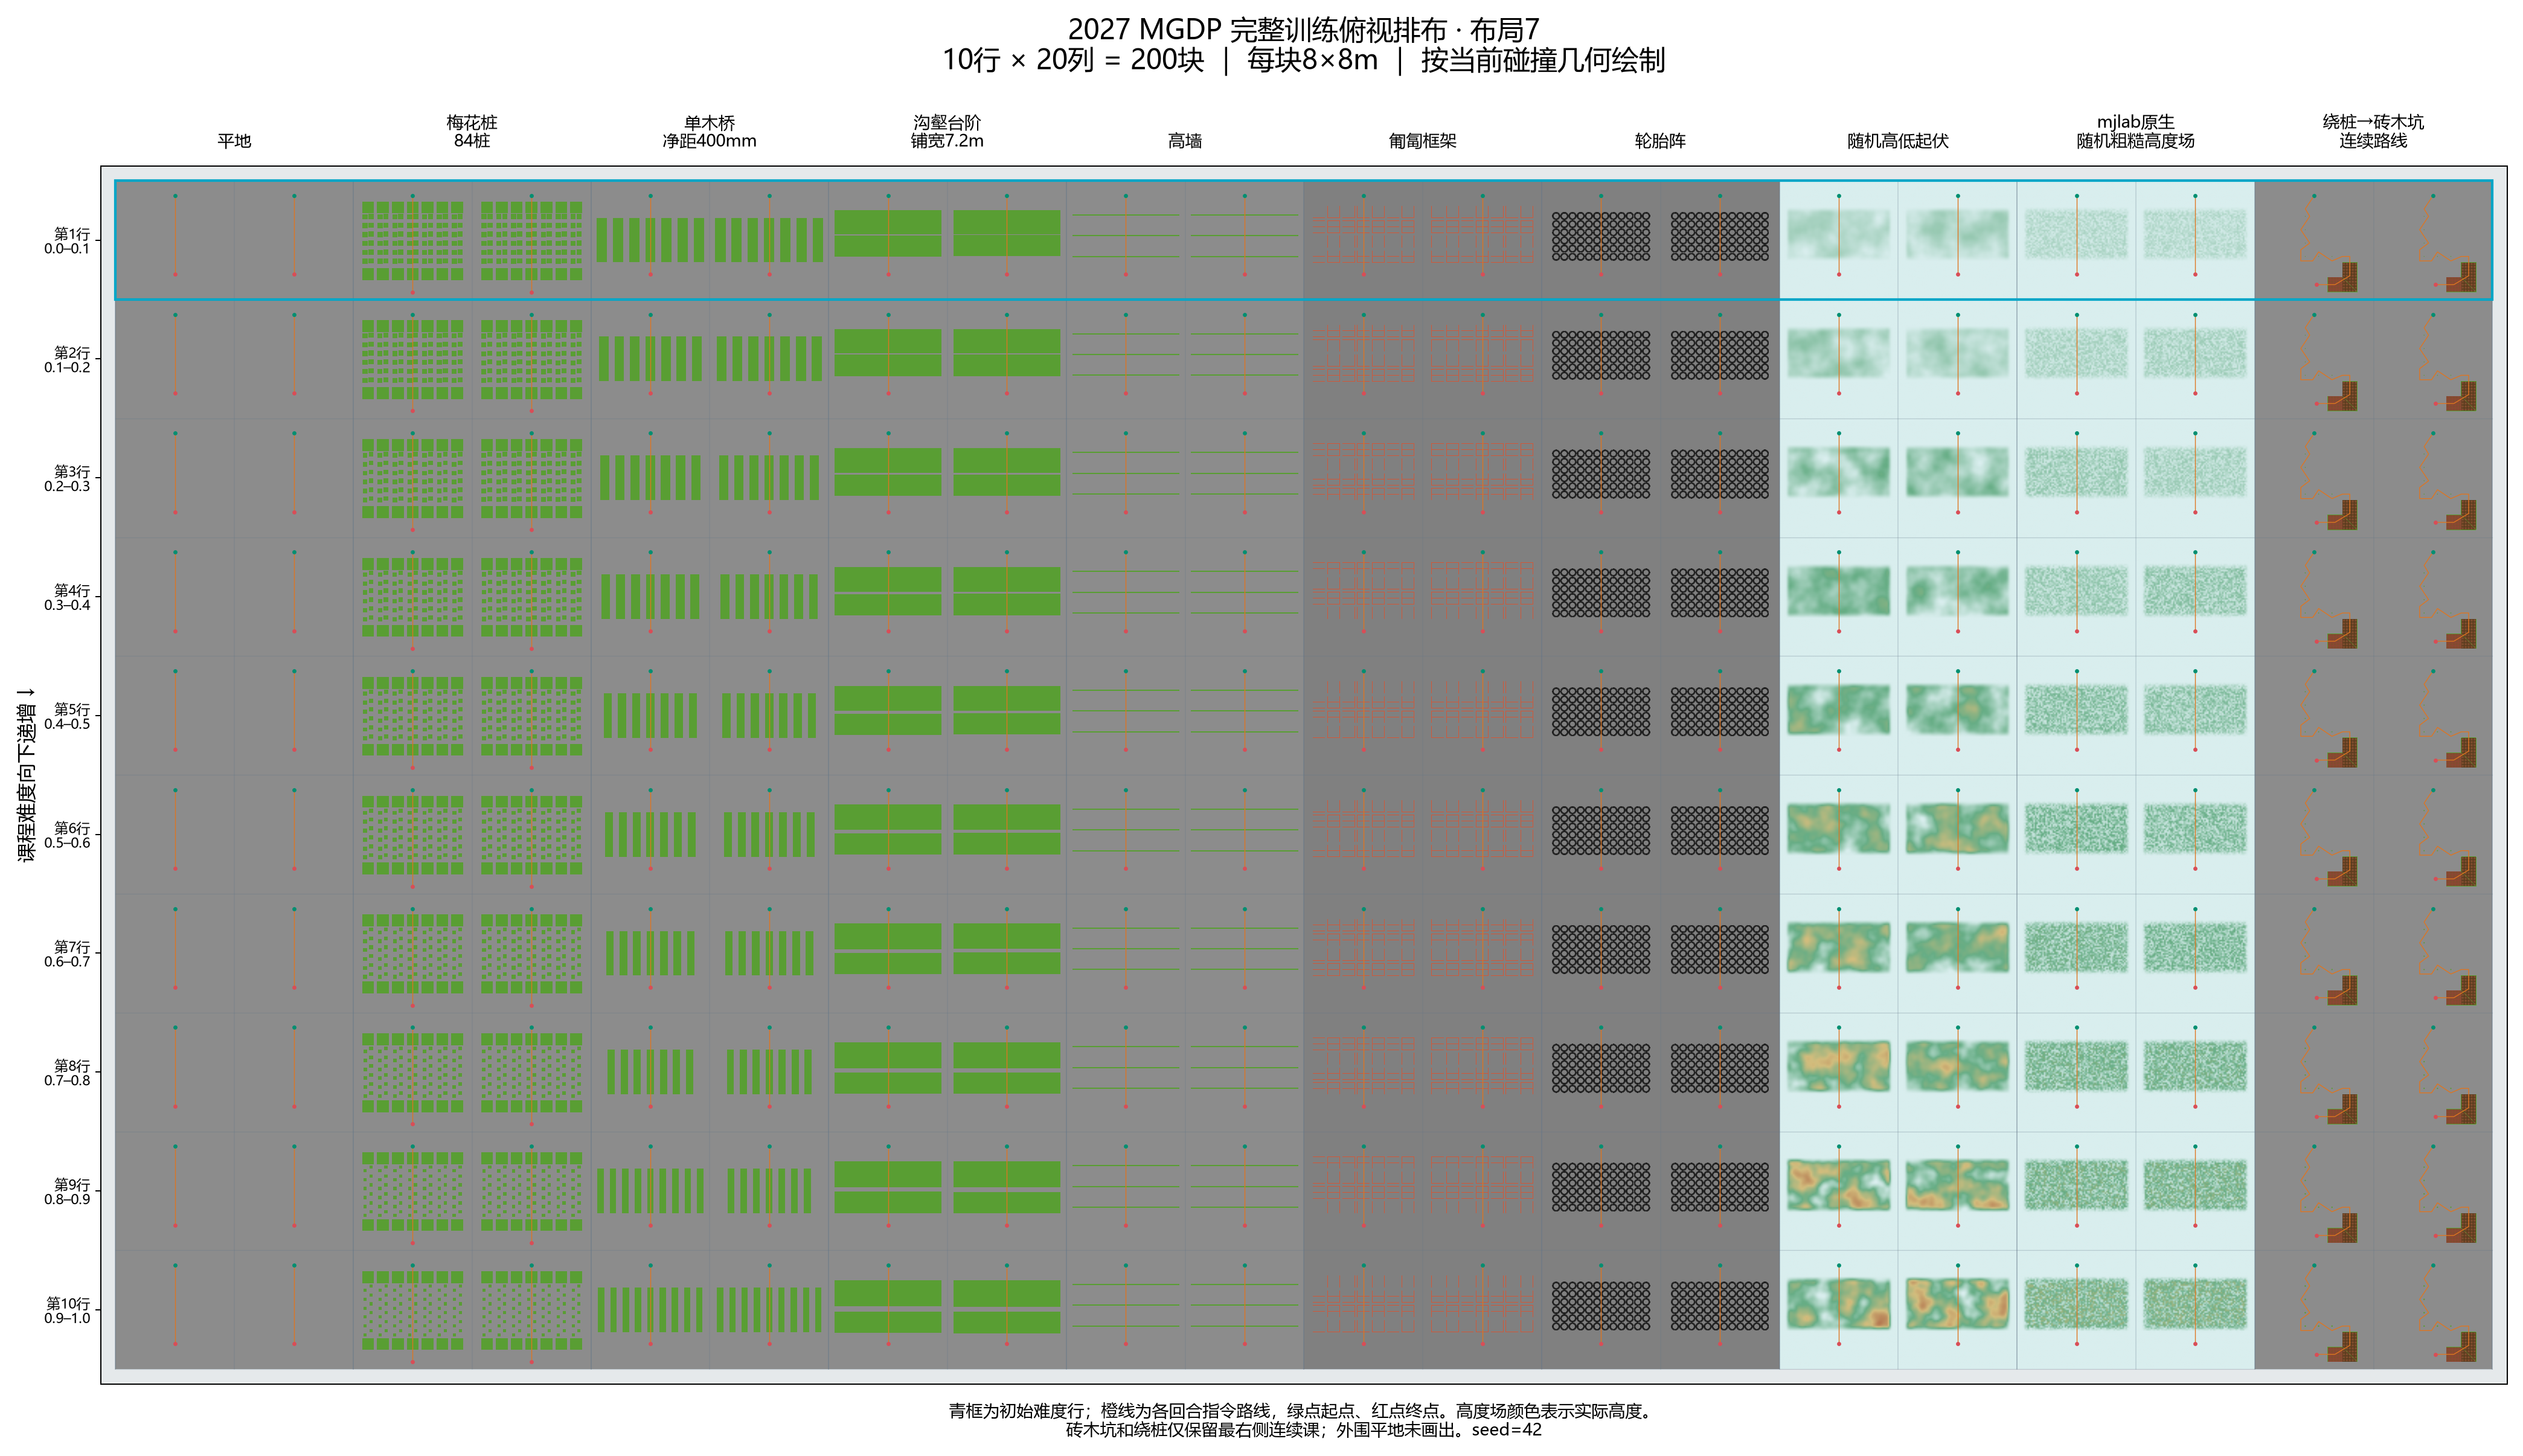 2027 MGDP 完整训练俯视排布 · 布局7
10行 × 20列 = 200块 | 每块8×8m | 按当前碰撞几何绘制
平地
梅花桩
84桩
单木桥
净距400mm
沟壑台阶
铺宽7.2m
高墙
匍匐框架
轮胎阵
随机高低起伏
mjlab原生
随机粗糙高度场
绕桩→砖木坑
连续路线
课程难度向下递增 ↓
第1行
0.0–0.1
第2行
0.1–0.2
第3行
0.2–0.3
第4行
0.3–0.4
第5行
0.4–0.5
第6行
0.5–0.6
第7行
0.6–0.7
第8行
0.7–0.8
第9行
0.8–0.9
第10行
0.9–1.0
青框为初始难度行；橙线为各回合指令路线，绿点起点、红点终点。高度场颜色表示实际高度。
砖木坑和绕桩仅保留最右侧连续课；外围平地未画出。seed=42